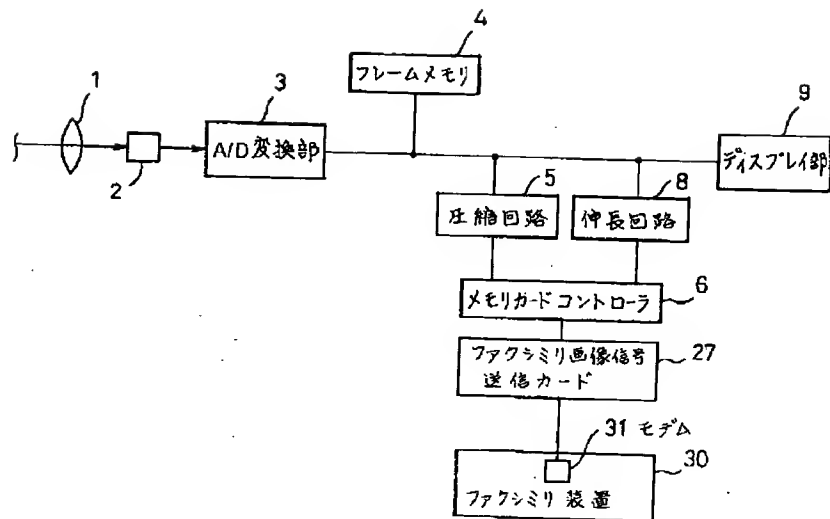 4
フレームメモリ
1
3
A/D変換部
2
9
ディスプレイ部
5
圧縮回路
8
伸長回路
メモリカードコントローラ
6
ファクシミリ画像信号
送信カード
27
31 モデム
30
ファクシミリ装置